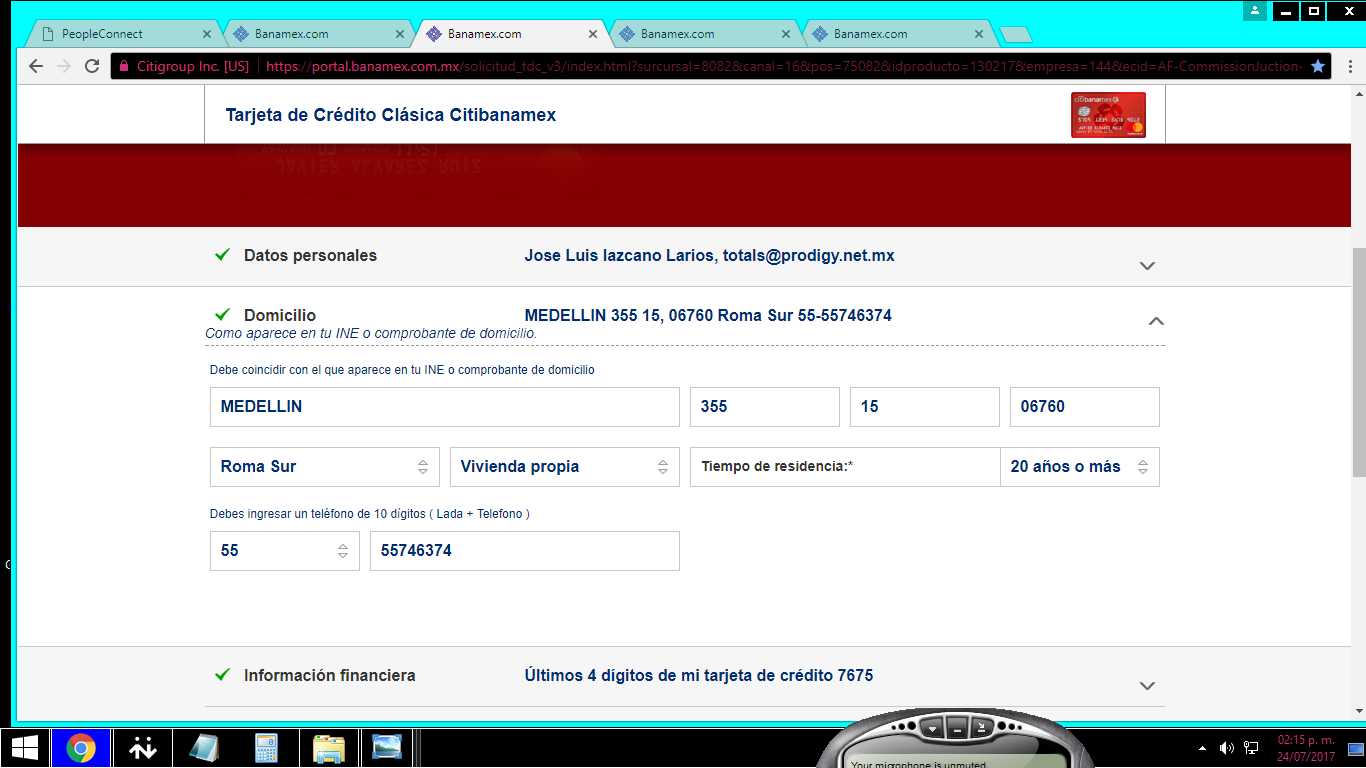 PeopleConnect
Banamex.com
Banamex.com
Banamex.com
Banamex.com
Citigroup Inc. [US] https://portal.banamex.com.mx/solicitud_tdc_v3/index.html?surcursal=8082&canal=16&pos=75082&idproducto=130217&empresa=144&ecid=AF-CommissionJuction-
Tarjeta de Crédito Clásica Citibanamex
citibanamex
JAVIER ALVAREZ RUIZ
Datos personales Jose Luis lazcano Larios, totals@prodigy.net.mx
Domicilio MEDELLIN 355 15, 06760 Roma Sur 55-55746374
Como aparece en tu INE o comprobante de domicilio.
Debe coincidir con el que aparece en tu INE o comprobante de domicilio
MEDELLIN 355 15 06760
Roma Sur Vivienda propia Tiempo de residencia:* 20 años o más
Debes ingresar un teléfono de 10 dígitos ( Lada + Telefono )
55 55746374
Información financiera Últimos 4 dígitos de mi tarjeta de crédito 7675
Your microphone is unmuted
02:15 p. m.
24/07/2017